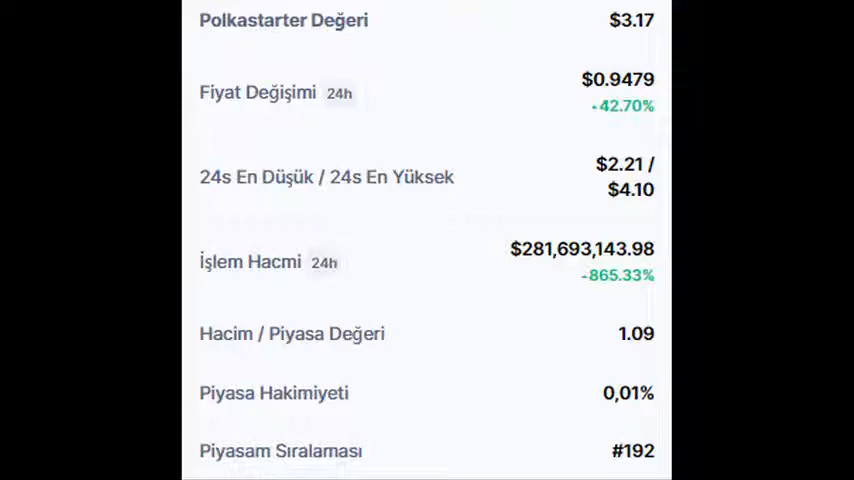 Polkastarter Değeri $3.17
Fiyat Değişimi 24h $0.9479
-42.70%
24s En Düşük / 24s En Yüksek $2.21 /
$4.10
İşlem Hacmi 24h $281,693,143.98
-865.33%
Hacim / Piyasa Değeri 1.09
Piyasa Hakimiyeti 0,01%
Piyasam Sıralaması #192